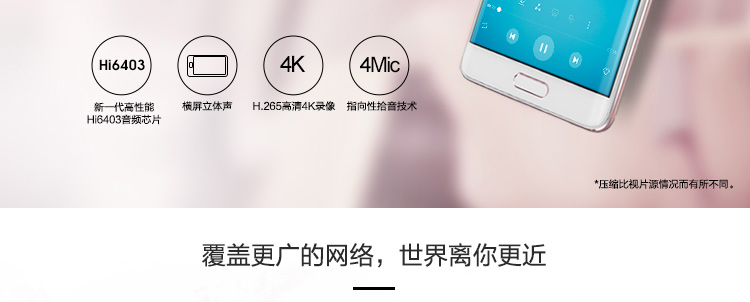 Hi6403
4K
4Mic
新一代高性能
Hi6403音频芯片
横屏立体声
H.265高清4K录像
指向性拾音技术
*压缩比视片源情况而有所不同。
覆盖更广的网络，世界离你更近